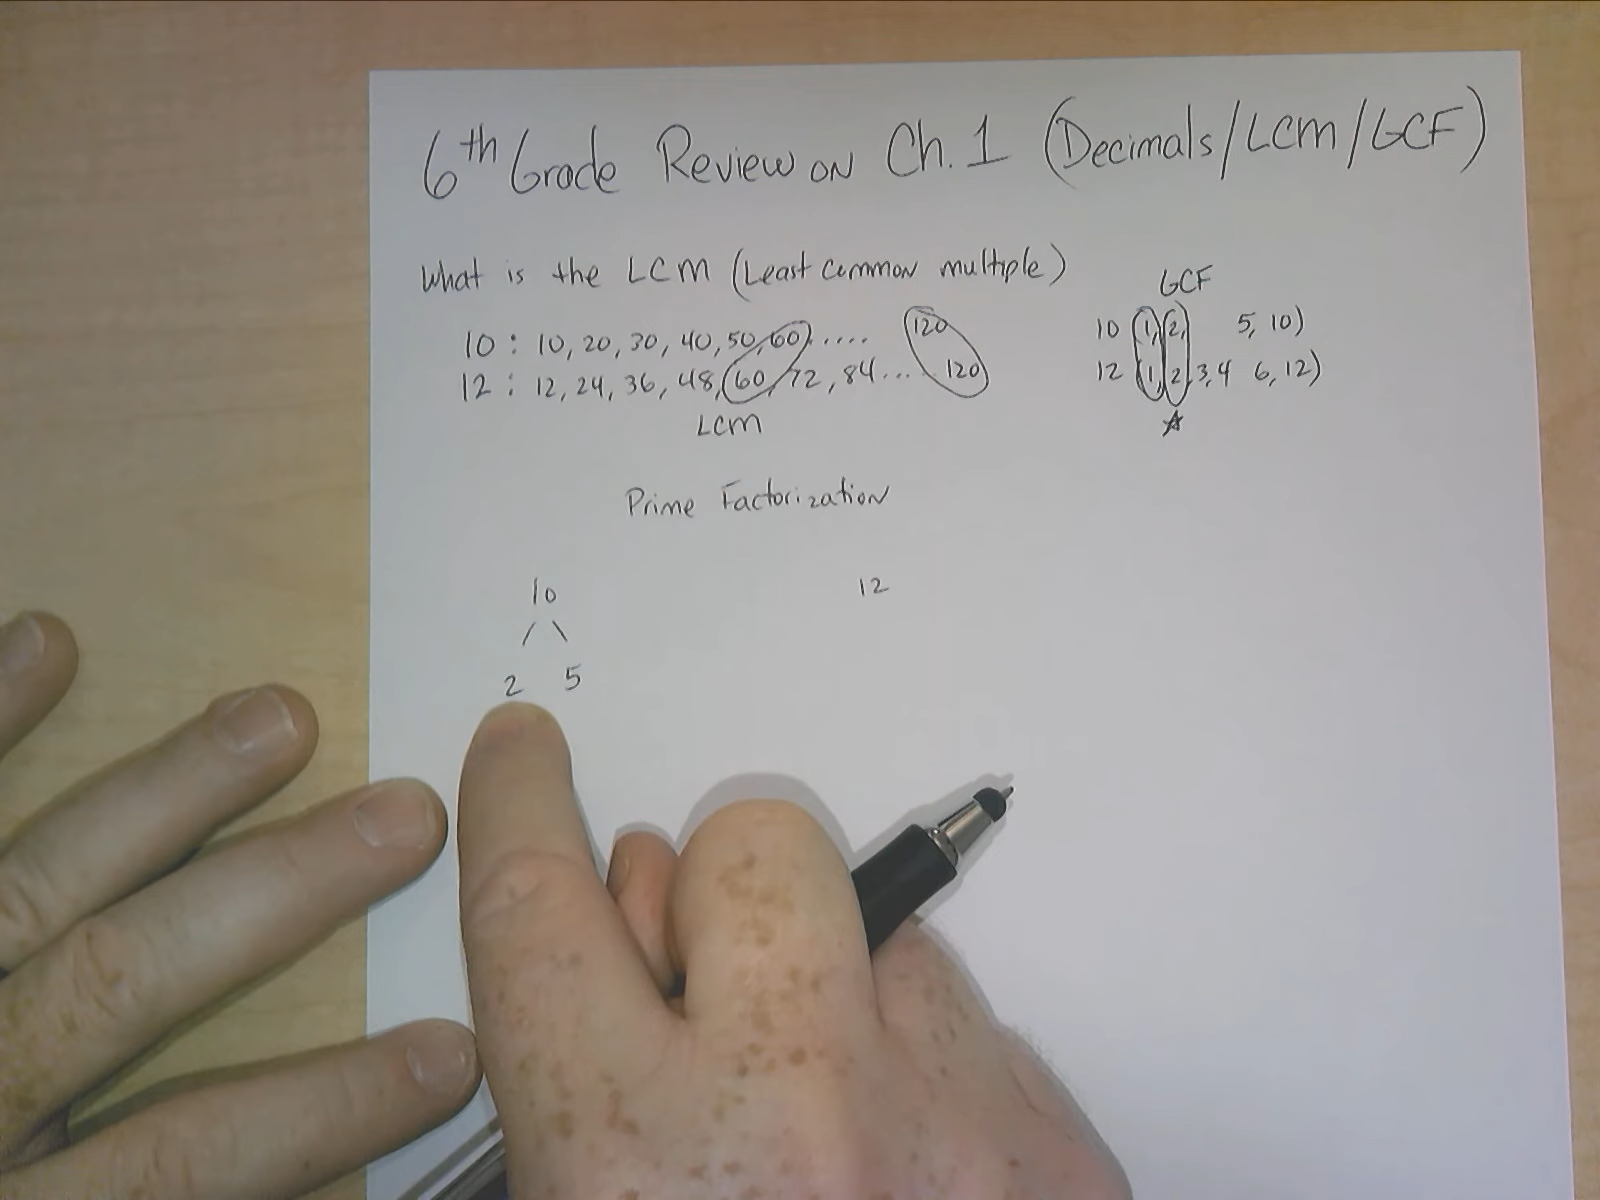 6th Grade Review on Ch. 1 (Decimals/LCM/GCF)
What is the LCM (Least Common multiple)
10 : 10, 20, 30, 40, 50, 60, .... 120
12 : 12, 24, 36, 48, 60, 72, 84... 120
LCM
GCF
10 1, 2, 5, 10)
12 1, 2, 3, 4 6, 12)
Prime Factorization
10 12
2 5